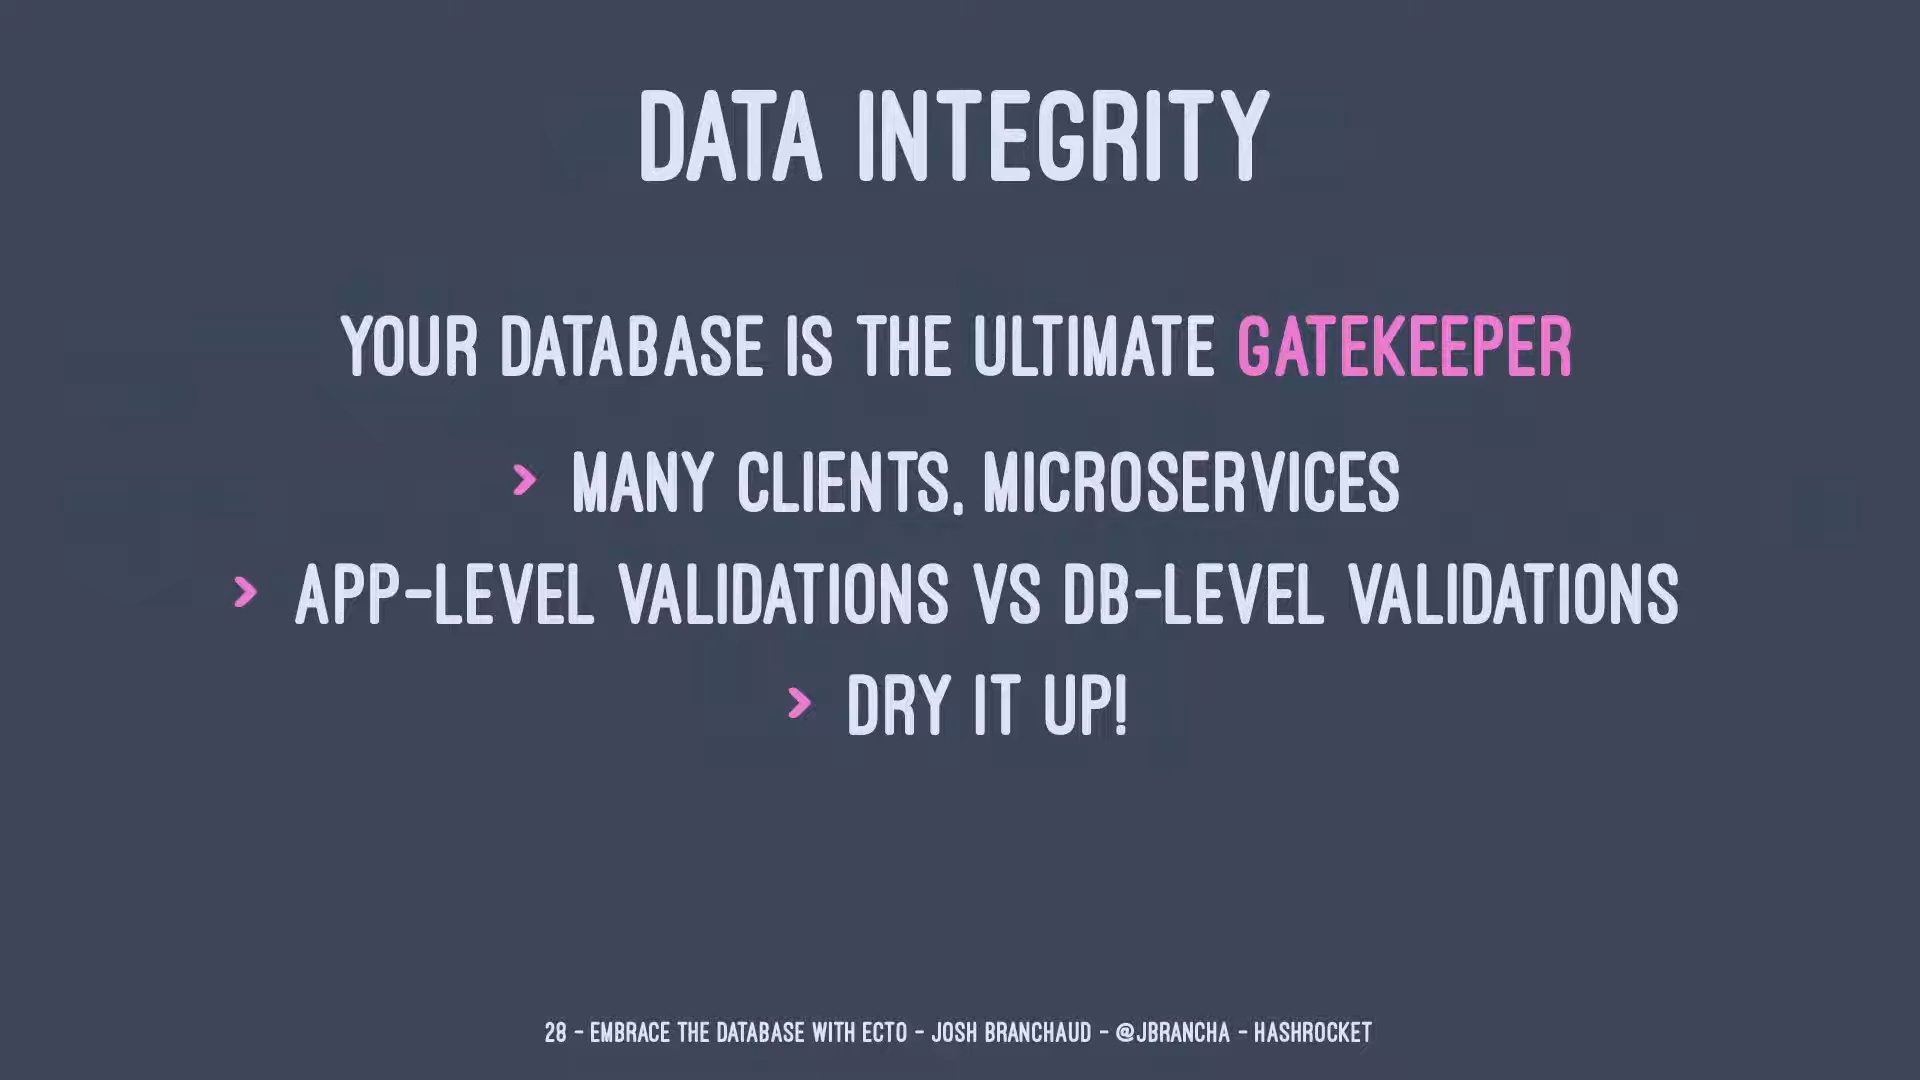 DATA INTEGRITY
YOUR DATABASE IS THE ULTIMATE GATEKEEPER
> MANY CLIENTS, MICROSERVICES
> APP-LEVEL VALIDATIONS VS DB-LEVEL VALIDATIONS
> DRY IT UP!
28 - EMBRACE THE DATABASE WITH ECTO - JOSH BRANCHAUD - @JBRANCHA - HASHROCKET